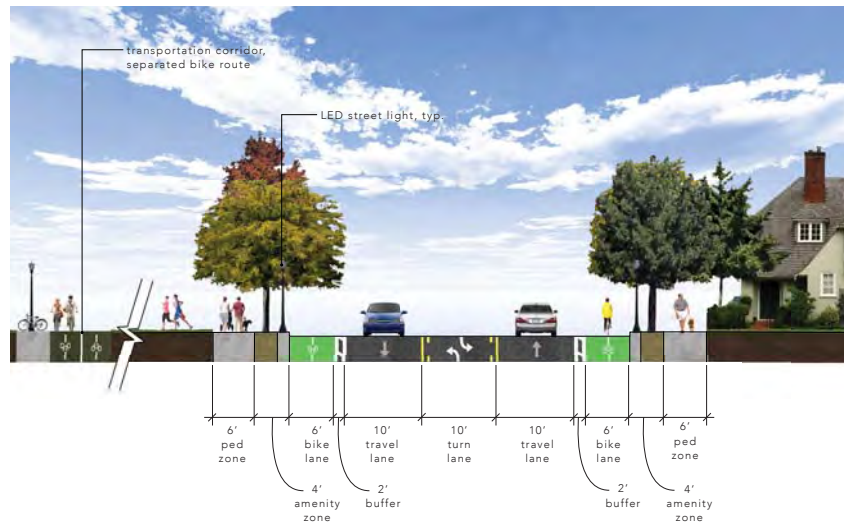 transportation corridor,
separated bike route
LED street light, typ.
6'
ped
zone
6'
bike
lane
10'
travel
lane
10'
turn
lane
10'
travel
lane
6'
bike
lane
6'
ped
zone
4'
amenity
zone
2'
buffer
2'
buffer
4'
amenity
zone